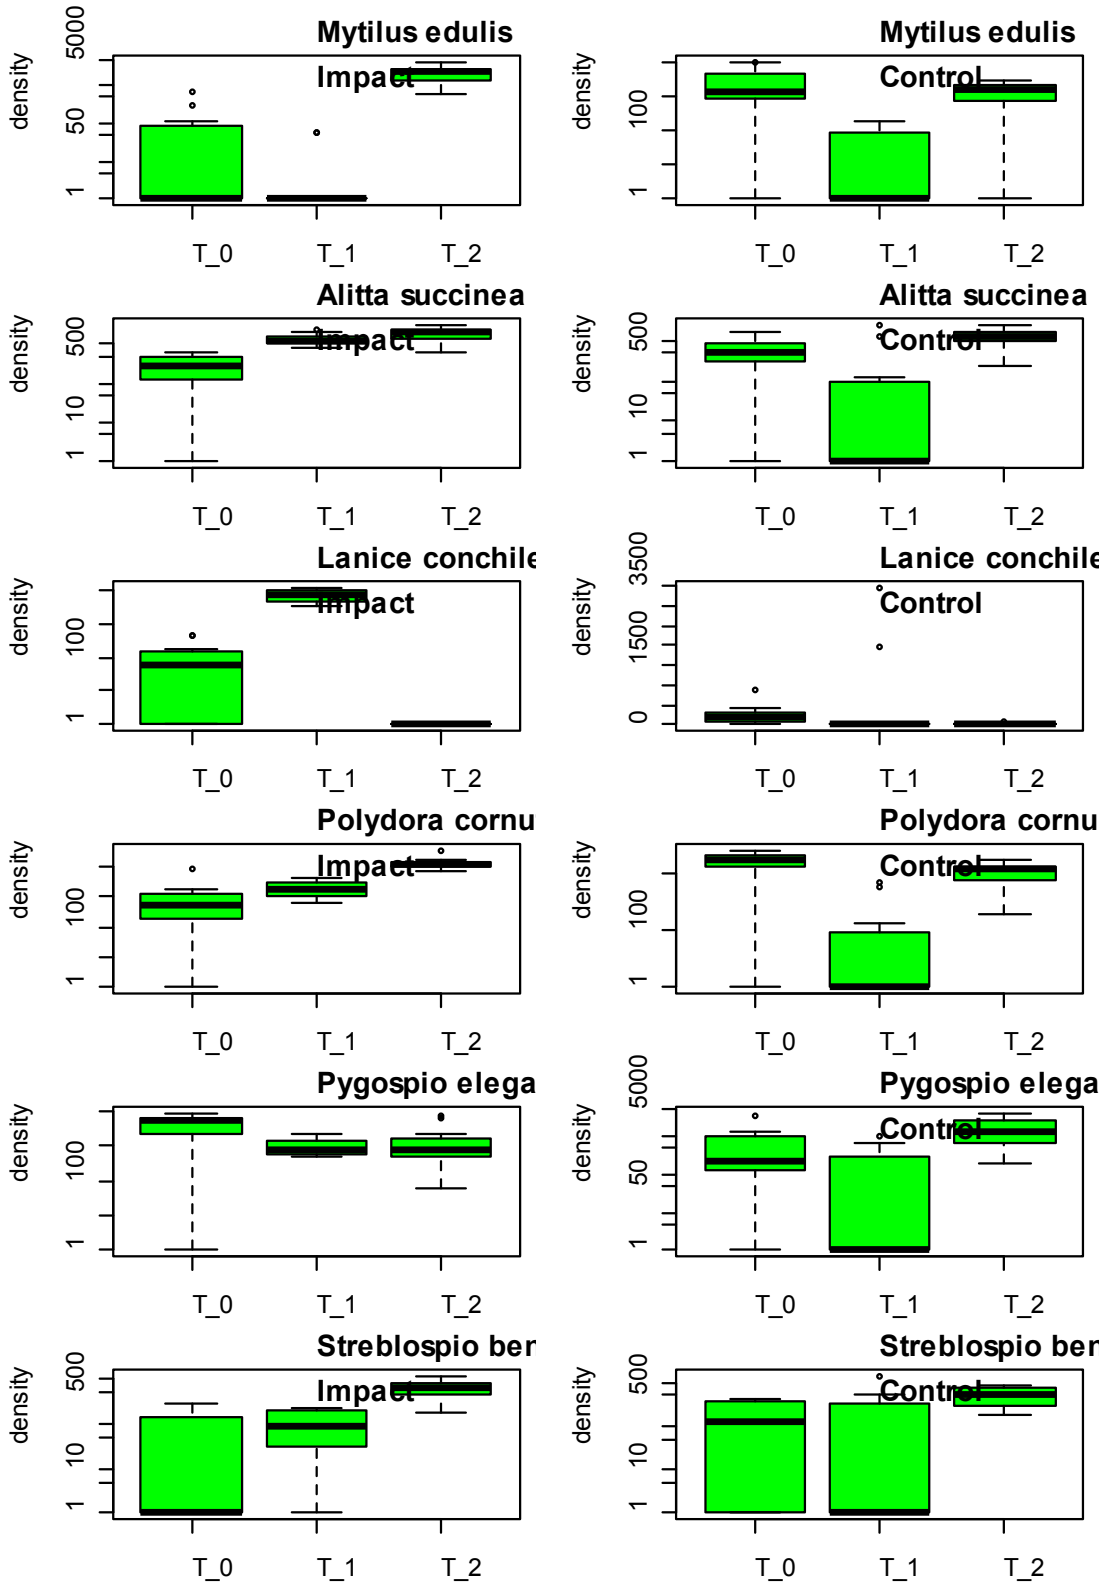 Mytilus edulis
Impact
density
5000
50
1
T_0 T_1 T_2
Mytilus edulis
Control
density
100
1
T_0 T_1 T_2
Alitta succinea
Impact
density
500
10
1
T_0 T_1 T_2
Alitta succinea
Control
density
500
10
1
T_0 T_1 T_2
Lanice conchile
Impact
density
100
1
T_0 T_1 T_2
Lanice conchile
Control
density
3500
1500
0
T_0 T_1 T_2
Polydora cornu
Impact
density
100
1
T_0 T_1 T_2
Polydora cornu
Control
density
100
1
T_0 T_1 T_2
Pygospio elega
Impact
density
100
1
T_0 T_1 T_2
Pygospio elega
Control
density
5000
50
1
T_0 T_1 T_2
Streblospio ben
Impact
density
500
10
1
T_0 T_1 T_2
Streblospio ben
Control
density
500
10
1
T_0 T_1 T_2